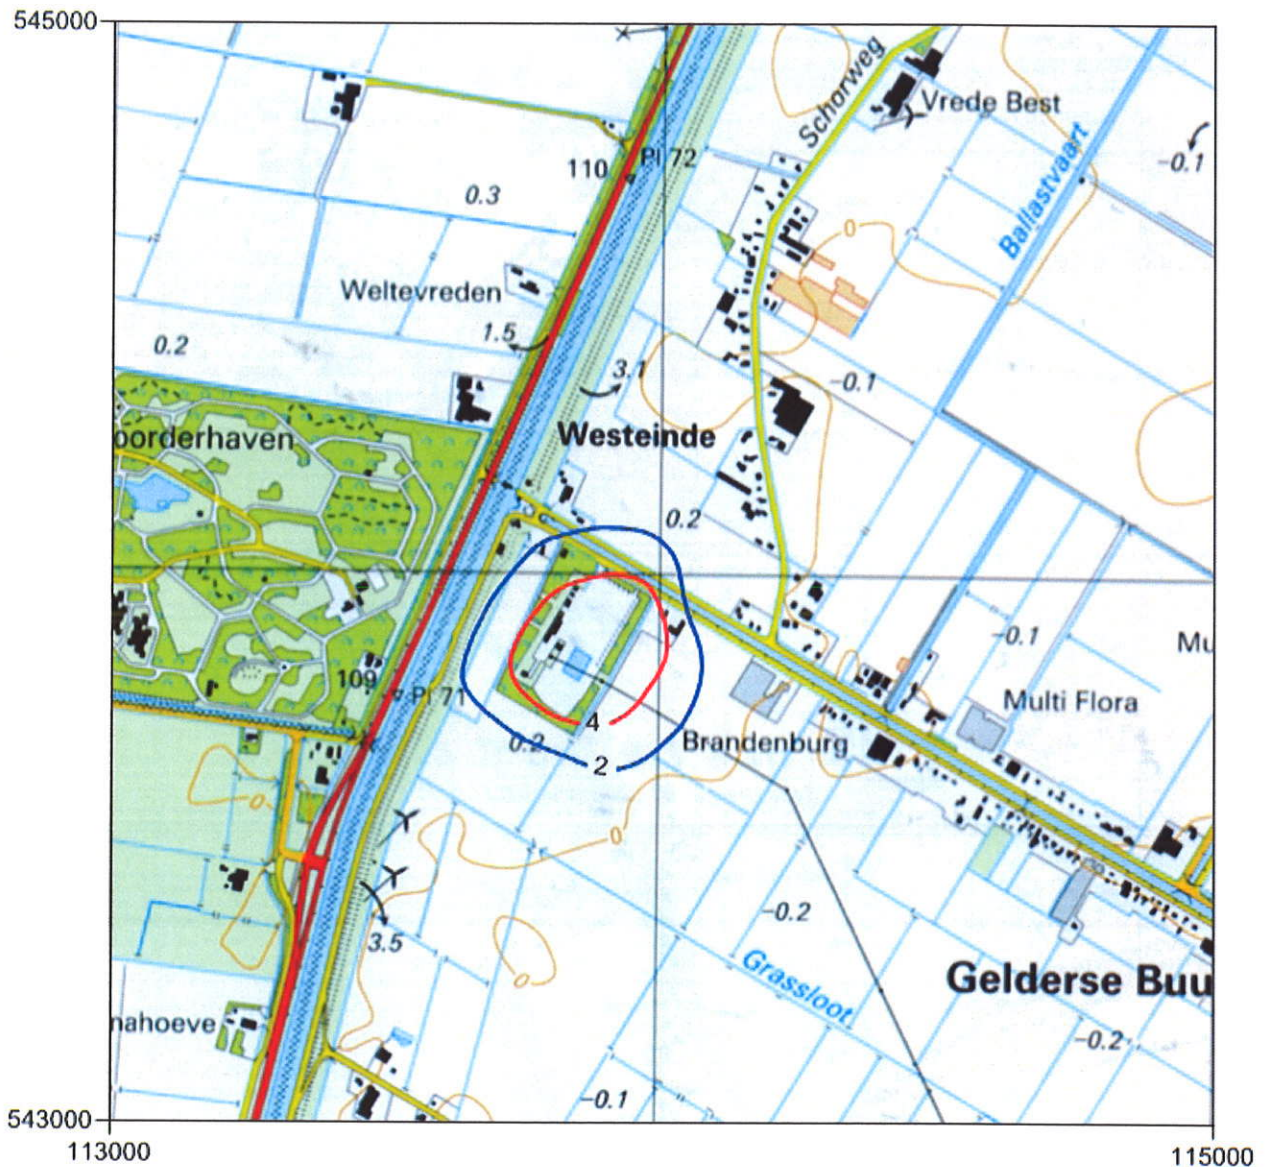 545000
Schorweg
Vrede Best
110
Pl 72
-0.1
0.3
Ballastvaart
0
Weltevreden
1.5
0.2
3.1
-0.1
oorderhaven
Westeinde
0.2
-0.1
Mu
109
Pl 71
Multi Flora
4
0.2
Brandenburg
2
0
0
-0.2
3.5
Grassloot
0
Gelderse Buu
nahoeve
-0.2
-0.1
543000
113000
115000